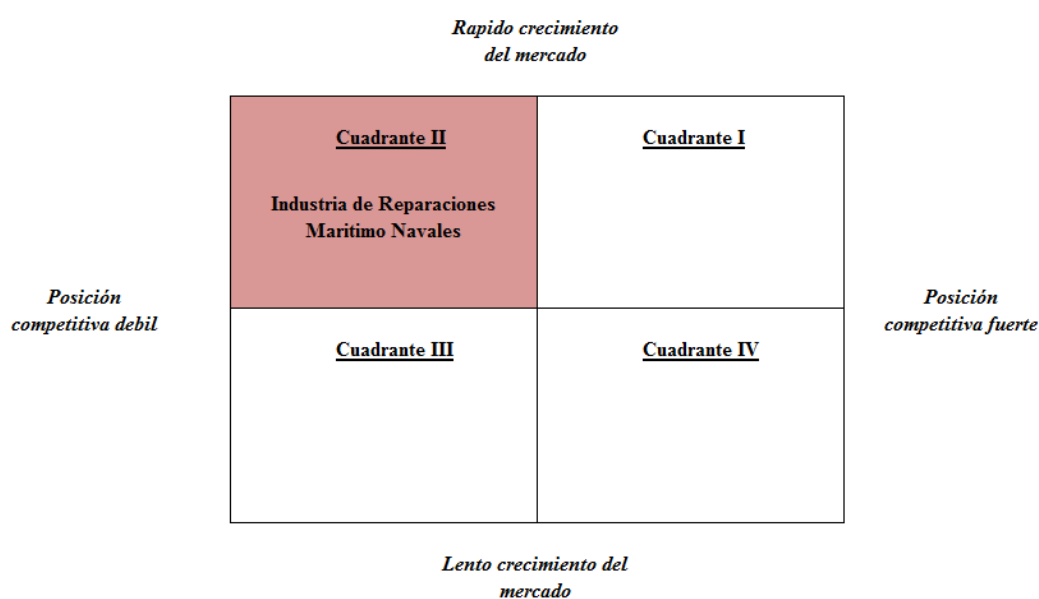 Rapido crecimiento
del mercado
Cuadrante II
Cuadrante I
Industria de Reparaciones
Maritimo Navales
Posición
competitiva debil
Posición
competitiva fuerte
Cuadrante III
Cuadrante IV
Lento crecimiento del
mercado